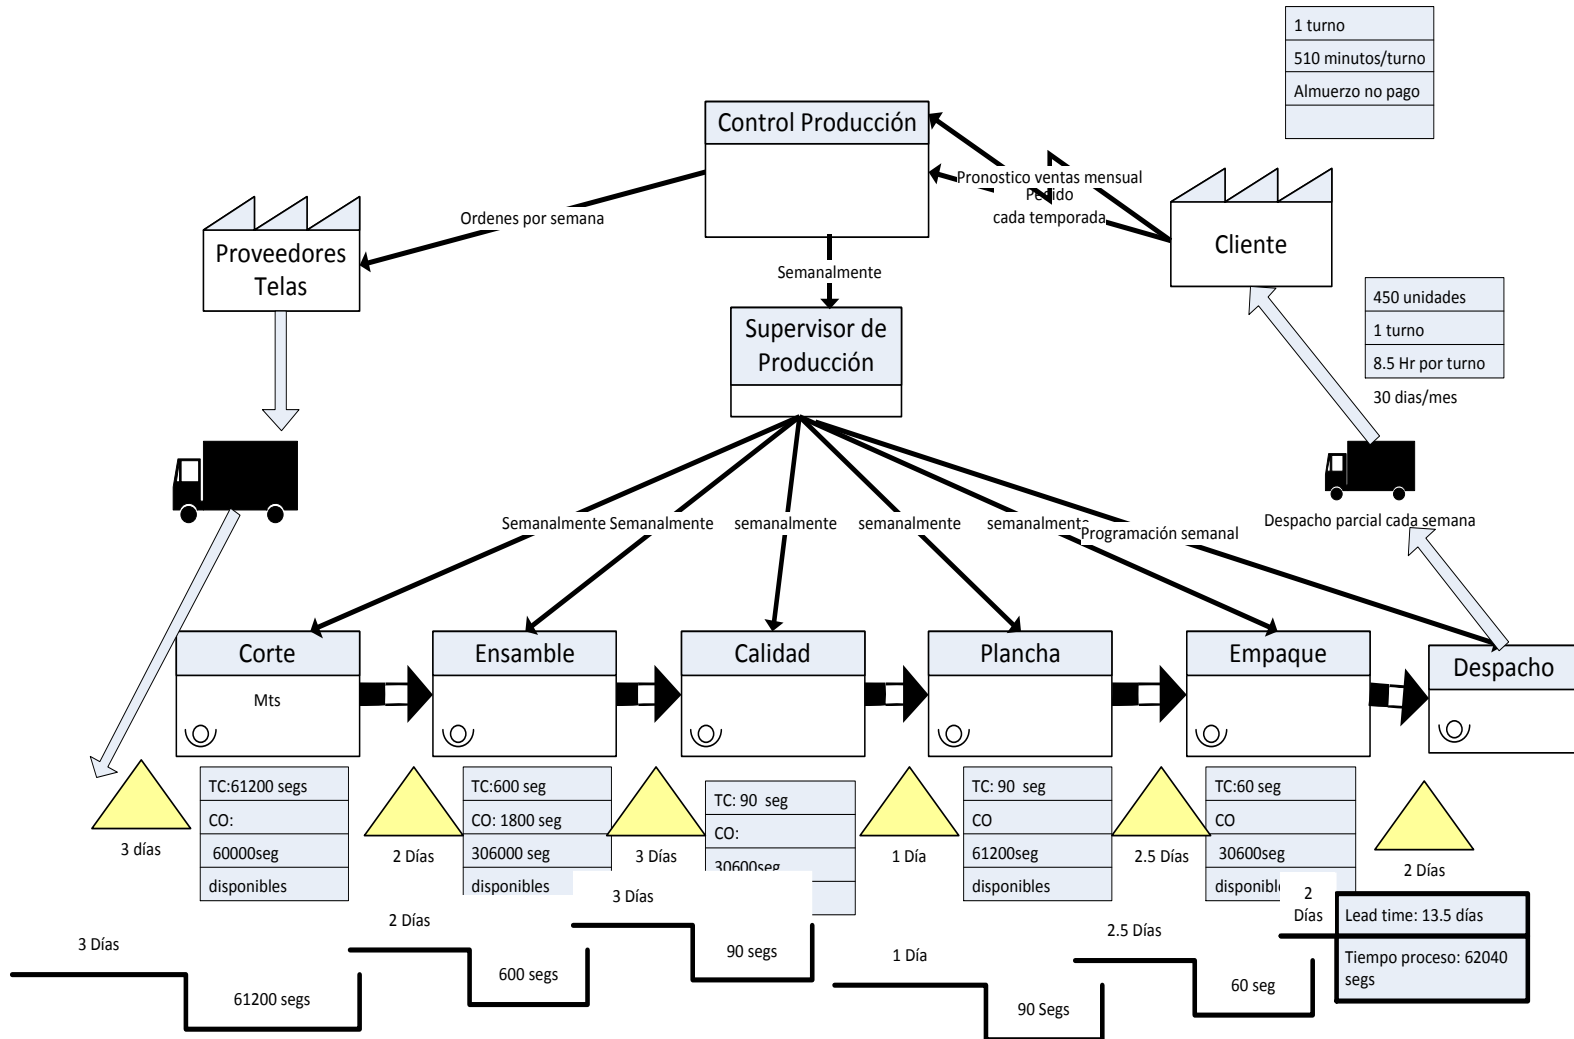 1 turno
510 minutos/turno
Almuerzo no pago
Control Producción
Pronostico ventas mensual
Pedido
cada temporada
Ordenes por semana
Proveedores
Telas
Cliente
Semanalmente
450 unidades
1 turno
8.5 Hr por turno
30 dias/mes
Supervisor de
Producción
Despacho parcial cada semana
Semanalmente
Semanalmente
semanalmente
semanalmente
semanalmente
Programación semanal
Corte
Mts
Ensamble
Calidad
Plancha
Empaque
Despacho
3 días
TC:61200 segs
CO:
60000seg
disponibles
2 Días
TC:600 seg
CO: 1800 seg
306000 seg
disponibles
3 Días
TC: 90 seg
CO:
30600seg
1 Día
TC: 90 seg
CO
61200seg
disponibles
2.5 Días
TC:60 seg
CO
30600seg
disponibl
2 Días
3 Días
61200 segs
2 Días
600 segs
3 Días
90 segs
1 Día
90 Segs
2.5 Días
60 seg
2
Días
Lead time: 13.5 días
Tiempo proceso: 62040
segs